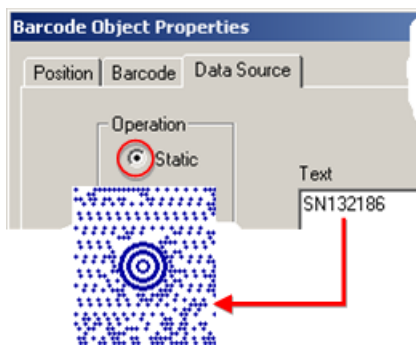 Barcode Object Properties
Position Barcode Data Source
Operation
Static
Text
SN132186